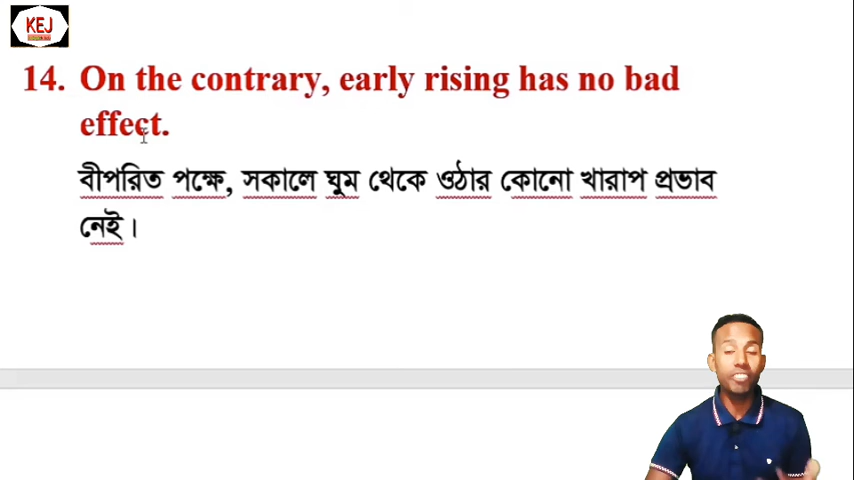 KEJ
14. On the contrary, early rising has no bad
effect.
বীপরিত পক্ষে, সকালে ঘুম থেকে ওঠার কোনো খারাপ প্রভাব
নেই।